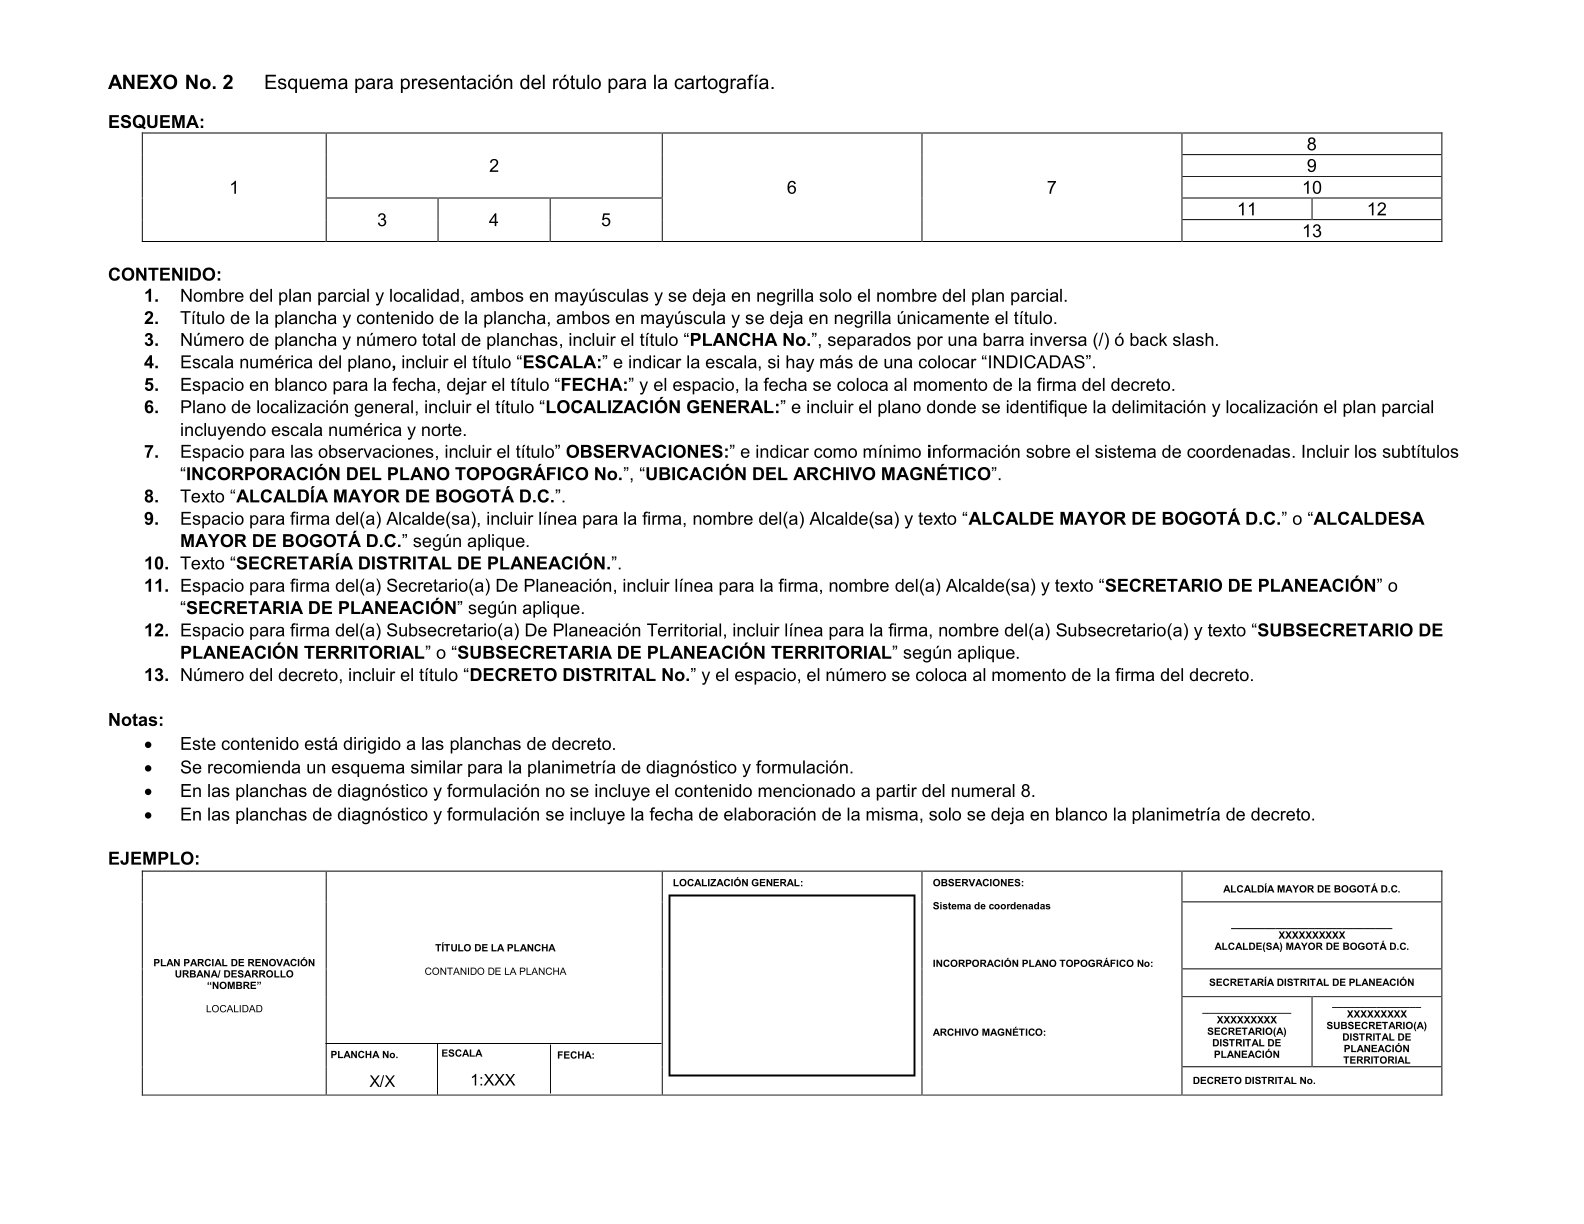 ANEXO No. 2 Esquema para presentación del rótulo para la cartografía.
ESQUEMA:
1
2
3 4 5
6
7
8
9
10
11 12
13
CONTENIDO:
1. Nombre del plan parcial y localidad, ambos en mayúsculas y se deja en negrilla solo el nombre del plan parcial.
2. Título de la plancha y contenido de la plancha, ambos en mayúscula y se deja en negrilla únicamente el título.
3. Número de plancha y número total de planchas, incluir el título “PLANCHA No.”, separados por una barra inversa (/) ó back slash.
4. Escala numérica del plano, incluir el título “ESCALA:” e indicar la escala, si hay más de una colocar “INDICADAS”.
5. Espacio en blanco para la fecha, dejar el título “FECHA:” y el espacio, la fecha se coloca al momento de la firma del decreto.
6. Plano de localización general, incluir el título “LOCALIZACIÓN GENERAL:” e incluir el plano donde se identifique la delimitación y localización el plan parcial
incluyendo escala numérica y norte.
7. Espacio para las observaciones, incluir el título” OBSERVACIONES:” e indicar como mínimo información sobre el sistema de coordenadas. Incluir los subtítulos
“INCORPORACIÓN DEL PLANO TOPOGRÁFICO No.”, “UBICACIÓN DEL ARCHIVO MAGNÉTICO”.
8. Texto “ALCALDÍA MAYOR DE BOGOTÁ D.C.”.
9. Espacio para firma del(a) Alcalde(sa), incluir línea para la firma, nombre del(a) Alcalde(sa) y texto “ALCALDE MAYOR DE BOGOTÁ D.C.” o “ALCALDESA
MAYOR DE BOGOTÁ D.C.” según aplique.
10. Texto “SECRETARÍA DISTRITAL DE PLANEACIÓN.”.
11. Espacio para firma del(a) Secretario(a) De Planeación, incluir línea para la firma, nombre del(a) Alcalde(sa) y texto “SECRETARIO DE PLANEACIÓN” o
“SECRETARIA DE PLANEACIÓN” según aplique.
12. Espacio para firma del(a) Subsecretario(a) De Planeación Territorial, incluir línea para la firma, nombre del(a) Subsecretario(a) y texto “SUBSECRETARIO DE
PLANEACIÓN TERRITORIAL” o “SUBSECRETARIA DE PLANEACIÓN TERRITORIAL” según aplique.
13. Número del decreto, incluir el título “DECRETO DISTRITAL No.” y el espacio, el número se coloca al momento de la firma del decreto.
Notas:
• Este contenido está dirigido a las planchas de decreto.
• Se recomienda un esquema similar para la planimetría de diagnóstico y formulación.
• En las planchas de diagnóstico y formulación no se incluye el contenido mencionado a partir del numeral 8.
• En las planchas de diagnóstico y formulación se incluye la fecha de elaboración de la misma, solo se deja en blanco la planimetría de decreto.
EJEMPLO:
PLAN PARCIAL DE RENOVACIÓN
URBANA/ DESARROLLO
“NOMBRE”
LOCALIDAD
TÍTULO DE LA PLANCHA
CONTANIDO DE LA PLANCHA
PLANCHA No.
X/X
ESCALA
1:XXX
FECHA:
LOCALIZACIÓN GENERAL:
OBSERVACIONES:
Sistema de coordenadas
INCORPORACIÓN PLANO TOPOGRÁFICO No:
ARCHIVO MAGNÉTICO:
ALCALDÍA MAYOR DE BOGOTÁ D.C.
XXXXXXXXXX
ALCALDE(SA) MAYOR DE BOGOTÁ D.C.
SECRETARÍA DISTRITAL DE PLANEACIÓN
XXXXXXXXX
SECRETARIO(A)
DISTRITAL DE
PLANEACIÓN
XXXXXXXXX
SUBSECRETARIO(A)
DISTRITAL DE
PLANEACIÓN
TERRITORIAL
DECRETO DISTRITAL No.